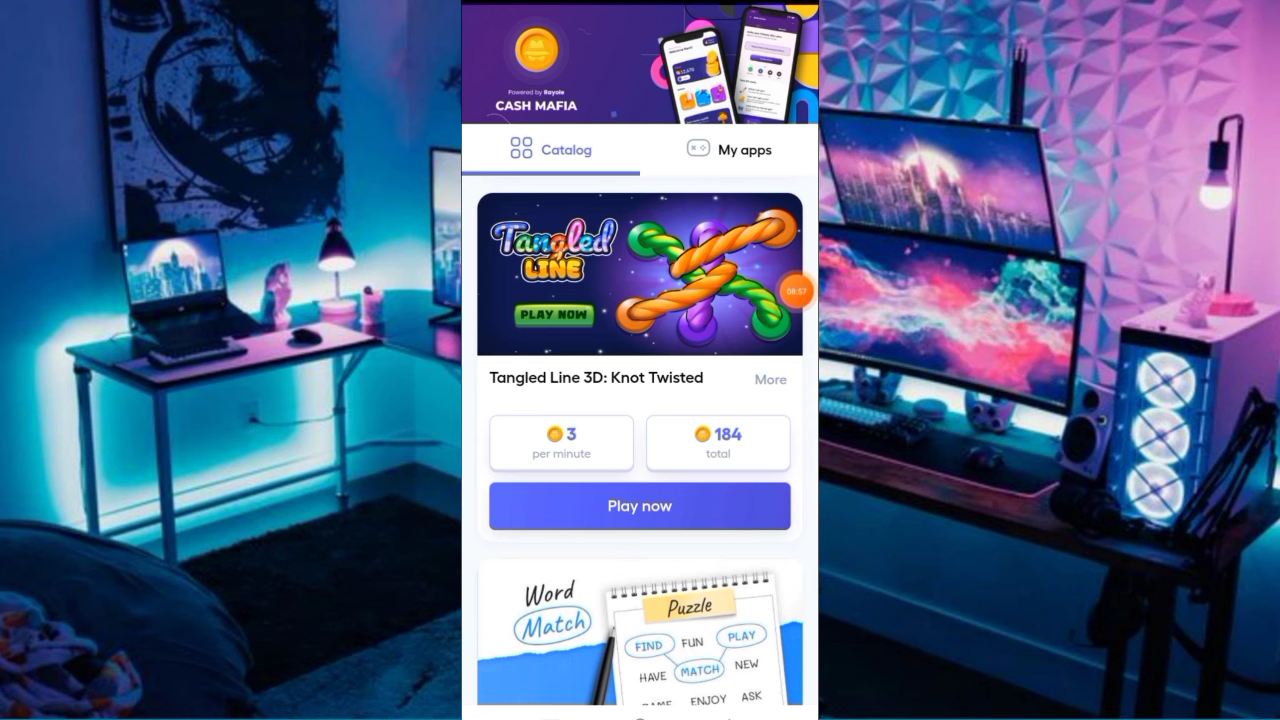 Powered by Rayole
CASH MAFIA
Catalog
My apps
Tangled
LINE
PLAY NOW
08:57
Tangled Line 3D: Knot Twisted
More
3
per minute
184
total
Play now
Word
Match
Puzzle
FIND FUN PLAY
HAVE MATCH NEW
GAME ENJOY ASK